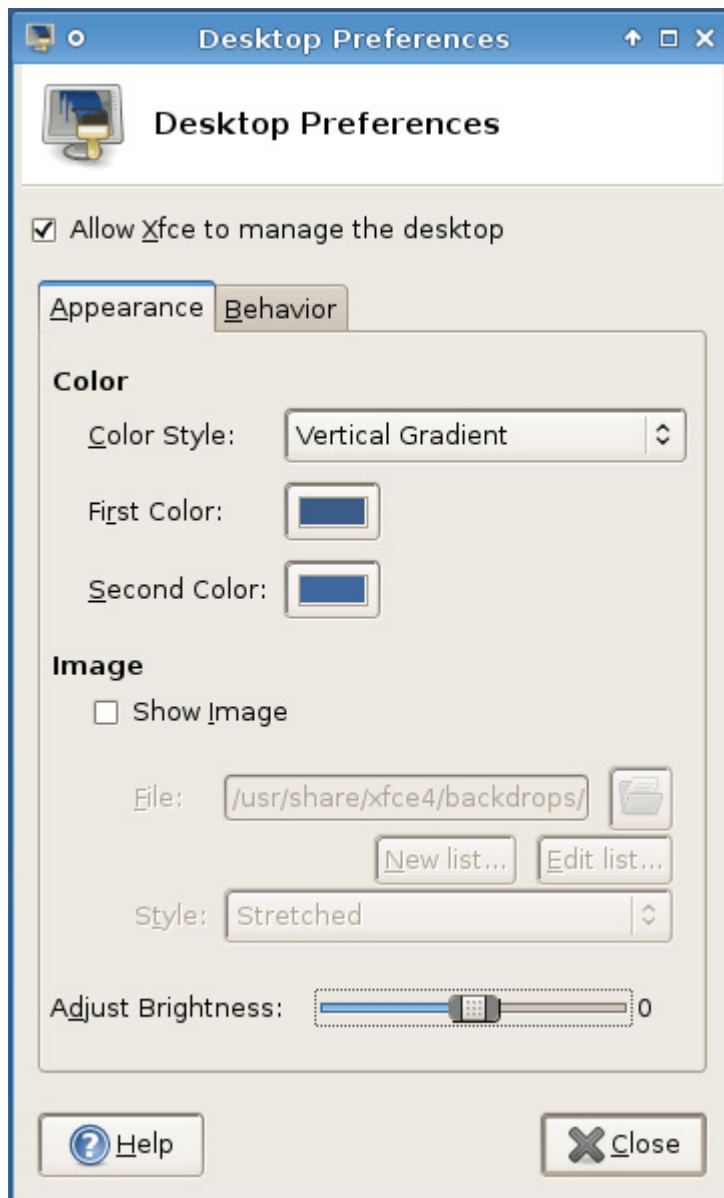 Desktop Preferences
Desktop Preferences
Allow Xfce to manage the desktop
Appearance Behavior
Color
Color Style: Vertical Gradient
First Color:
Second Color:
Image
Show Image
File: /usr/share/xfce4/backdrops/
New list... Edit list...
Style: Stretched
Adjust Brightness: 0
Help Close